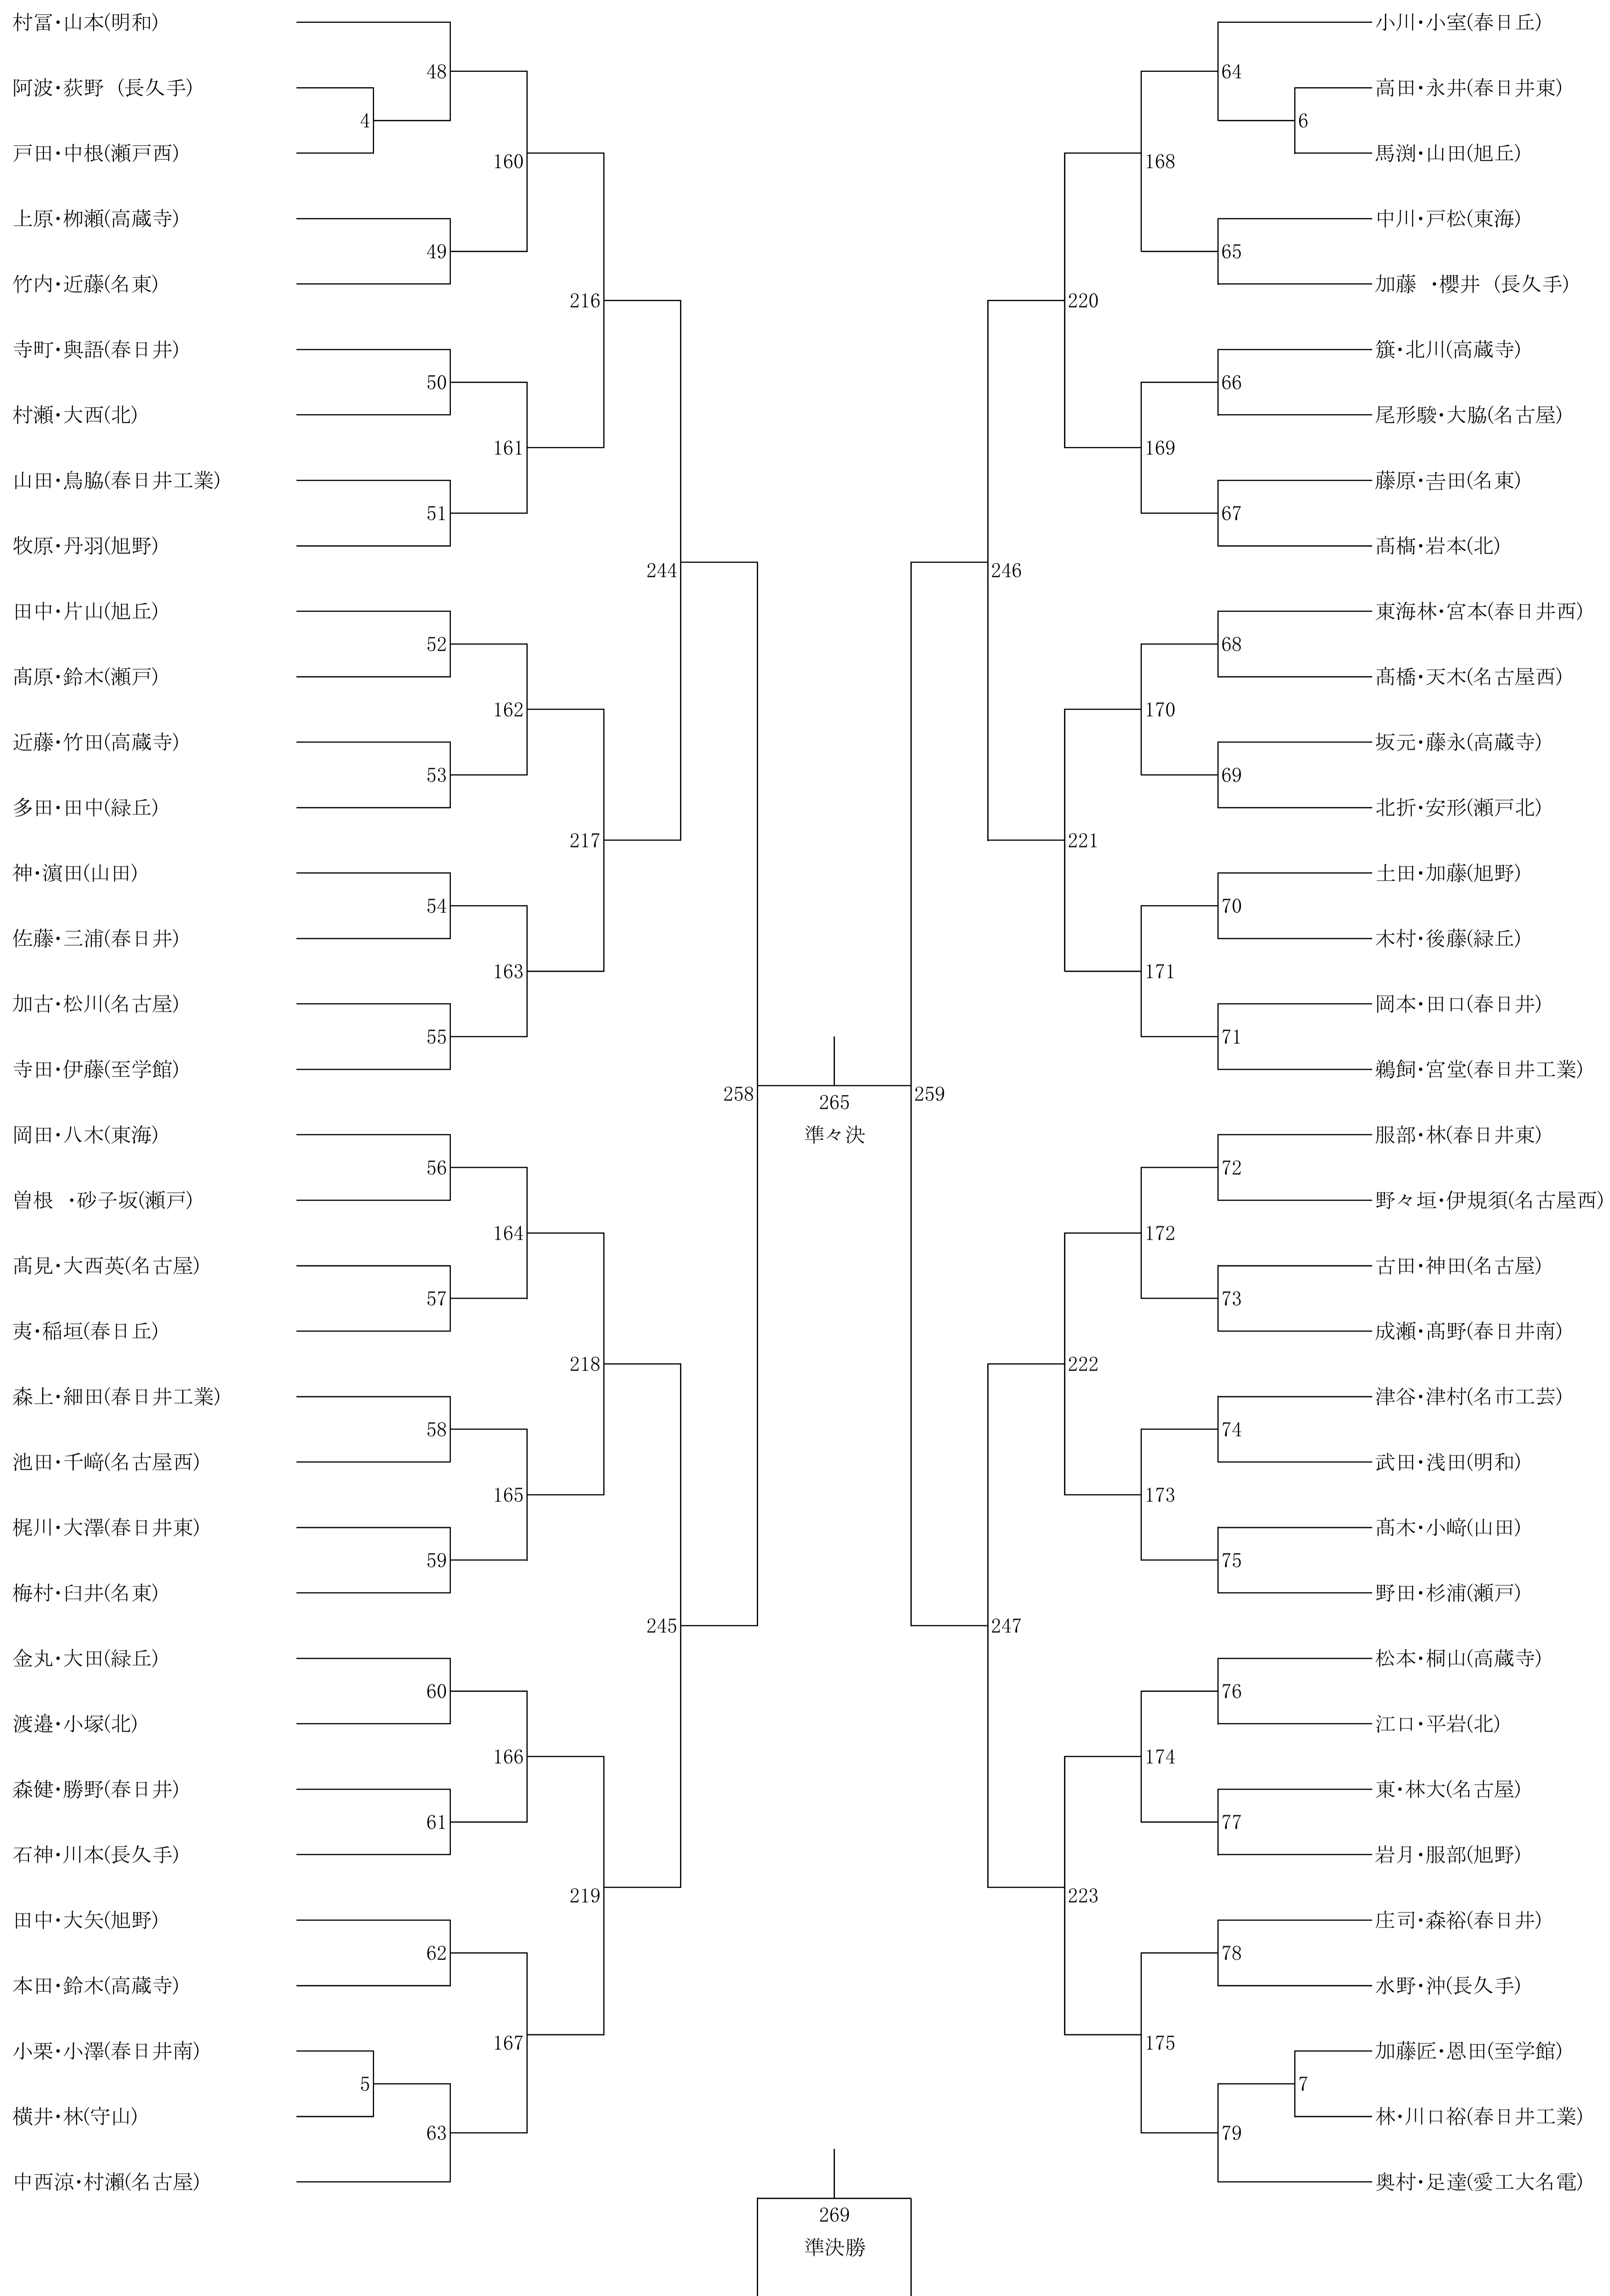 村冨・山本(明和)
48
阿波・荻野 (長久手)
4
戸田・中根(瀬戸西)
160
上原・栁瀬(高蔵寺)
49
竹内・近藤(名東)
216
寺町・與語(春日井)
50
村瀬・大西(北)
161
山田・鳥脇(春日井工業)
51
牧原・丹羽(旭野)
244
田中・片山(旭丘)
52
髙原・鈴木(瀬戸)
162
近藤・竹田(高蔵寺)
53
多田・田中(緑丘)
217
神・濵田(山田)
54
佐藤・三浦(春日井)
163
加古・松川(名古屋)
55
寺田・伊藤(至学館)
258
岡田・八木(東海)
56
曽根 ・砂子坂(瀬戸)
164
髙見・大西英(名古屋)
57
夷・稲垣(春日丘)
218
森上・細田(春日井工業)
58
池田・千﨑(名古屋西)
165
梶川・大澤(春日井東)
59
梅村・臼井(名東)
245
金丸・大田(緑丘)
60
渡邉・小塚(北)
166
森健・勝野(春日井)
61
石神・川本(長久手)
219
田中・大矢(旭野)
62
本田・鈴木(高蔵寺)
167
小栗・小澤(春日井南)
5
横井・林(守山)
63
中西涼・村瀬(名古屋)
265
準々決
小川・小室(春日丘)
64
高田・永井(春日井東)
6
馬渕・山田(旭丘)
168
中川・戸松(東海)
65
加藤 ・櫻井 (長久手)
220
籏・北川(高蔵寺)
66
尾形駿・大脇(名古屋)
169
藤原・𠮷田(名東)
67
髙槗・岩本(北)
246
東海林・宮本(春日井西)
68
髙橋・天木(名古屋西)
170
坂元・藤永(高蔵寺)
69
北折・安形(瀬戸北)
221
土田・加藤(旭野)
70
木村・後藤(緑丘)
171
岡本・田口(春日井)
71
鵜飼・宮堂(春日井工業)
259
服部・林(春日井東)
72
野々垣・伊規須(名古屋西)
172
古田・神田(名古屋)
73
成瀬・髙野(春日井南)
222
津谷・津村(名市工芸)
74
武田・浅田(明和)
173
髙木・小﨑(山田)
75
野田・杉浦(瀬戸)
247
松本・桐山(高蔵寺)
76
江口・平岩(北)
174
東・林大(名古屋)
77
岩月・服部(旭野)
223
庄司・森裕(春日井)
78
水野・沖(長久手)
175
加藤匠・恩田(至学館)
7
林・川口裕(春日井工業)
79
奥村・足達(愛工大名電)
269
準決勝